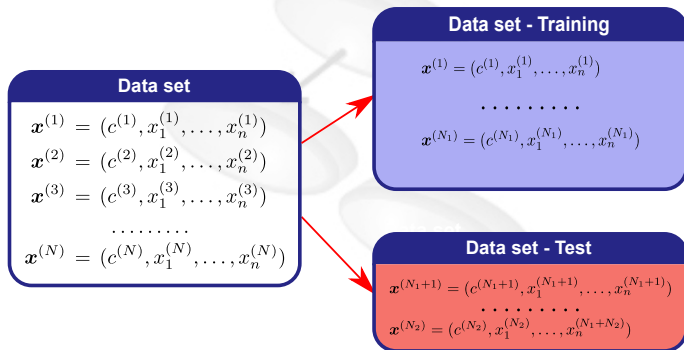 Data set
𝒙^{(1)} = (c^{(1)}, x_1^{(1)}, . . . , x_n^{(1)})
𝒙^{(2)} = (c^{(2)}, x_1^{(2)}, . . . , x_n^{(2)})
𝒙^{(3)} = (c^{(3)}, x_1^{(3)}, . . . , x_n^{(3)})
. . . . . . . . .
𝒙^{(N)} = (c^{(N)}, x_1^{(N)}, . . . , x_n^{(N)})
Data set - Training
𝒙^{(1)} = (c^{(1)}, x_1^{(1)}, . . . , x_n^{(1)})
. . . . . . . . .
𝒙^{(N_1)} = (c^{(N_1)}, x_1^{(N_1)}, . . . , x_n^{(N_1)})
Data set - Test
𝒙^{(N_1+1)} = (c^{(N_1+1)}, x_1^{(N_1+1)}, . . . , x_n^{(N_1+1)})
. . . . . . . . .
𝒙^{(N_2)} = (c^{(N_2)}, x_1^{(N_2)}, . . . , x_n^{(N_1+N_2)})